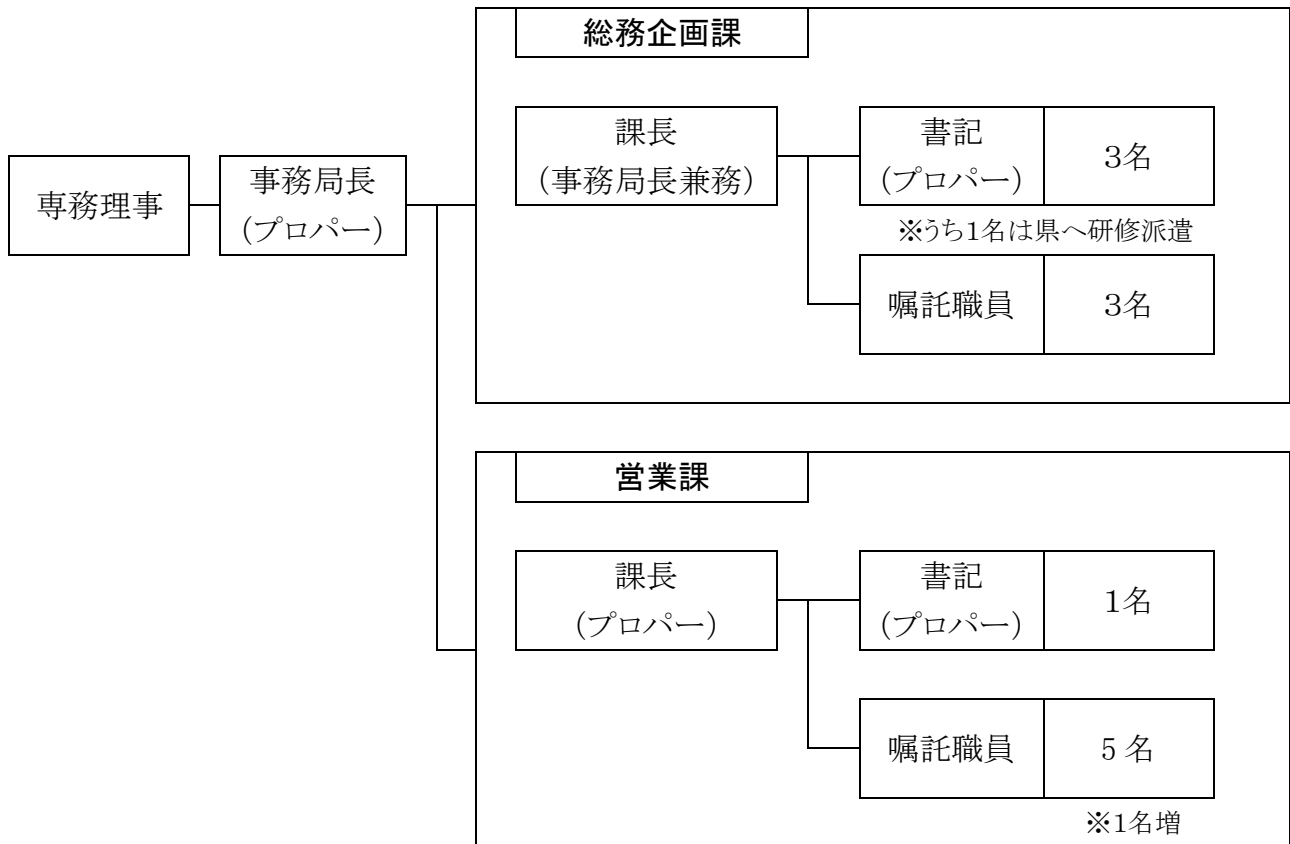 専務理事
事務局長
(プロパー)
総務企画課
課長
(事務局長兼務)
書記
(プロパー)
3名
※うち1名は県へ研修派遣
嘱託職員
3名
営業課
課長
(プロパー)
書記
(プロパー)
1名
嘱託職員
5名
※1名増